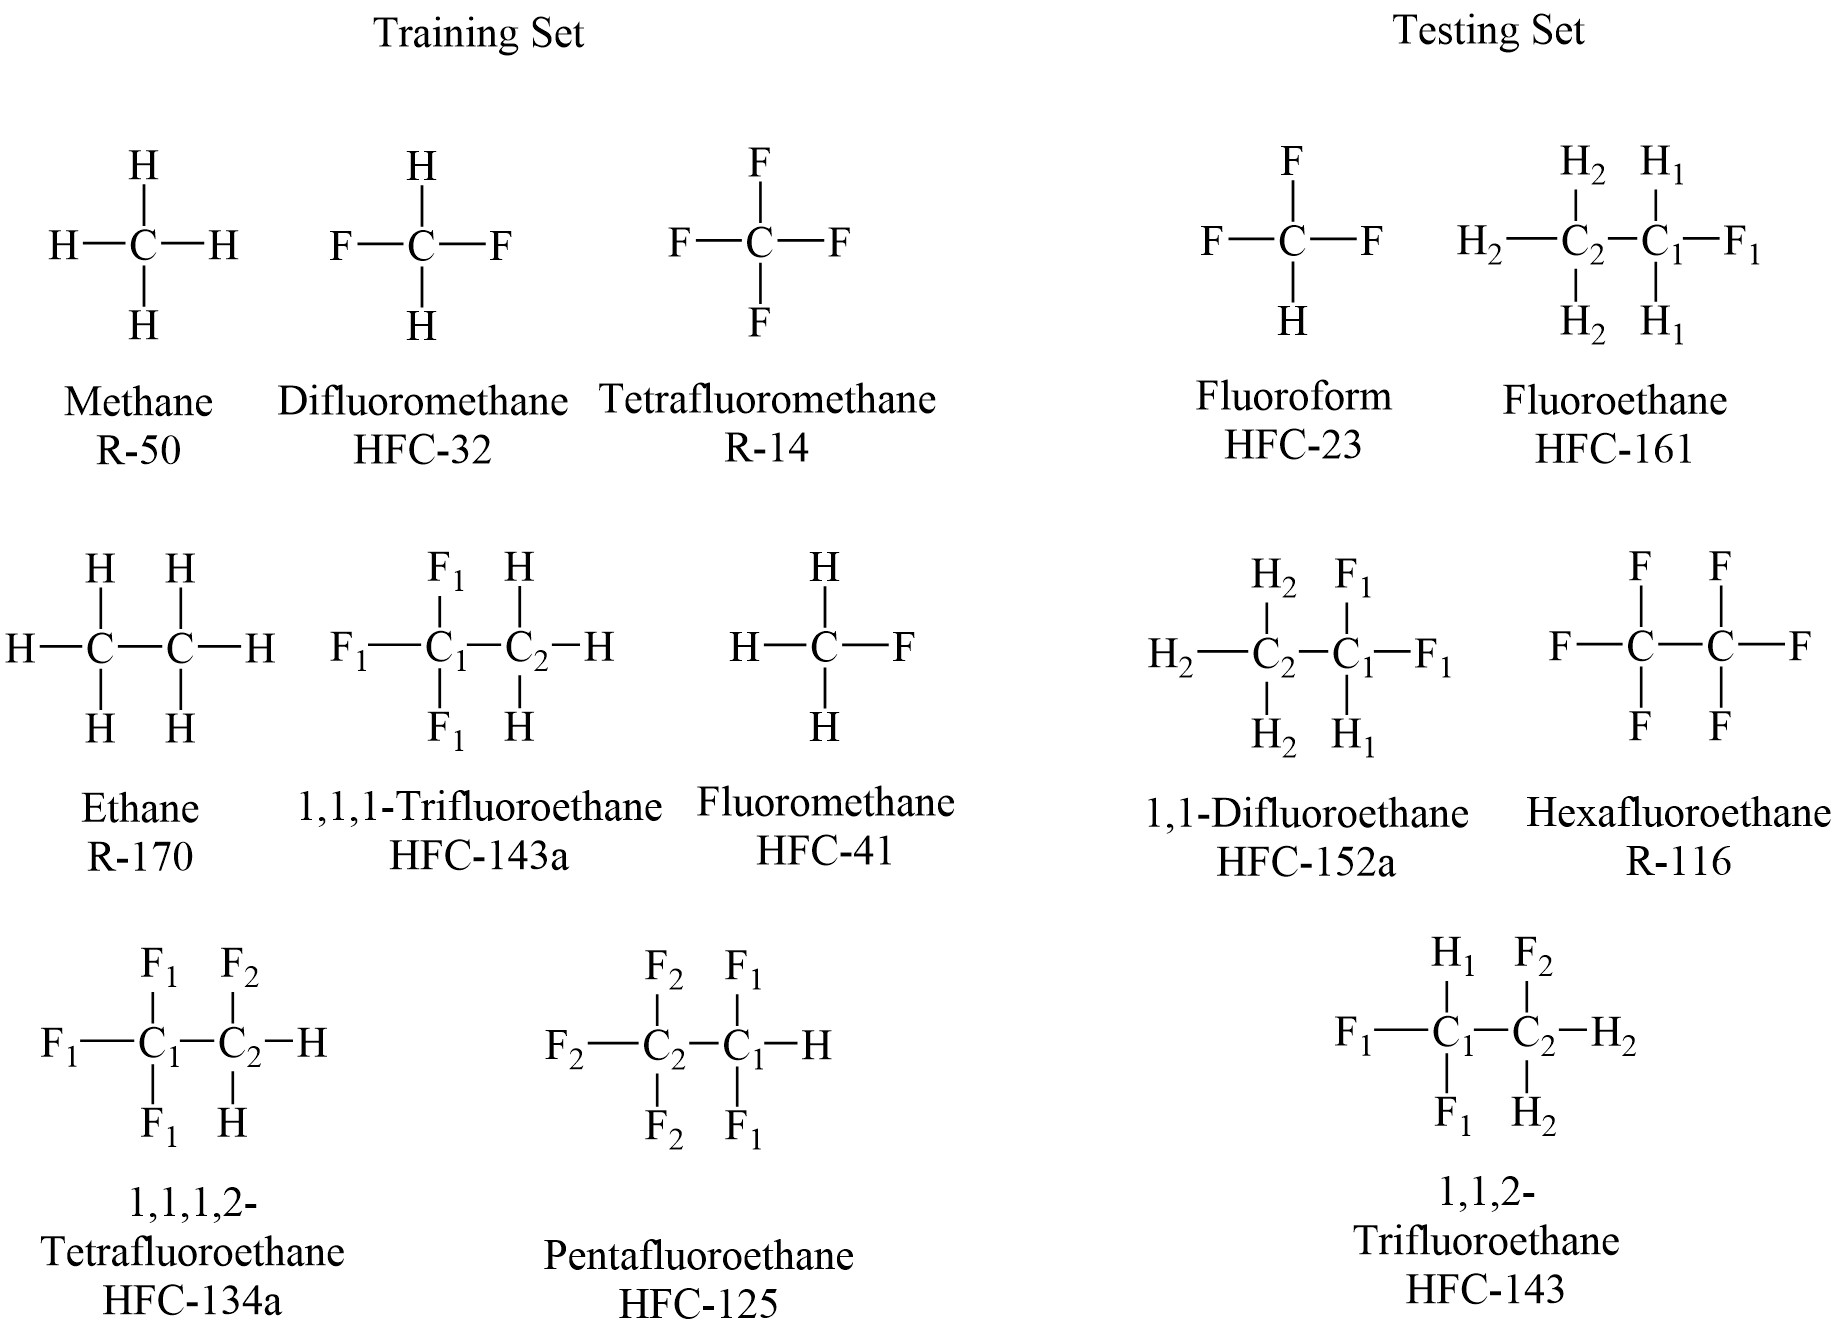 Training Set
Testing Set
H
H—C—H
H
Methane
R-50
H
F—C—F
H
Difluoromethane
HFC-32
F
F—C—F
F
Tetrafluoromethane
R-14
F
F—C—F
H
Fluoroform
HFC-23
H₂ H₁
H₂—C₂—C₁—F₁
H₂ H₁
Fluoroethane
HFC-161
H H
H—C—C—H
H H
Ethane
R-170
F₁ H
F₁—C₁—C₂—H
F₁ H
1,1,1-Trifluoroethane
HFC-143a
H
H—C—F
H
Fluoromethane
HFC-41
H₂ F₁
H₂—C₂—C₁—F₁
H₂ H₁
1,1-Difluoroethane
HFC-152a
F F
F—C—C—F
F F
Hexafluoroethane
R-116
F₁ F₂
F₁—C₁—C₂—H
F₁ H
1,1,1,2-
Tetrafluoroethane
HFC-134a
F₂ F₁
F₂—C₂—C₁—H
F₂ F₁
Pentafluoroethane
HFC-125
H₁ F₂
F₁—C₁—C₂—H₂
F₁ H₂
1,1,2-
Trifluoroethane
HFC-143